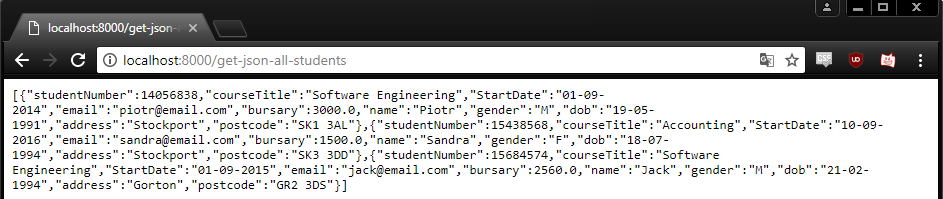 localhost:8000/get-json-
localhost:8000/get-json-all-students
[{"studentNumber":14056838,"courseTitle":"Software Engineering","StartDate":"01-09-
2014","email":"piotr@email.com","bursary":3000.0,"name":"Piotr","gender":"M","dob":"19-05-
1991","address":"Stockport","postcode":"SK1 3AL"},{"studentNumber":15438568,"courseTitle":"Accounting","StartDate":"10-09-
2016","email":"sandra@email.com","bursary":1500.0,"name":"Sandra","gender":"F","dob":"18-07-
1994","address":"Stockport","postcode":"SK3 3DD"},{"studentNumber":15684574,"courseTitle":"Software
Engineering","StartDate":"01-09-2015","email":"jack@email.com","bursary":2560.0,"name":"Jack","gender":"M","dob":"21-02-
1994","address":"Gorton","postcode":"GR2 3DS"}]